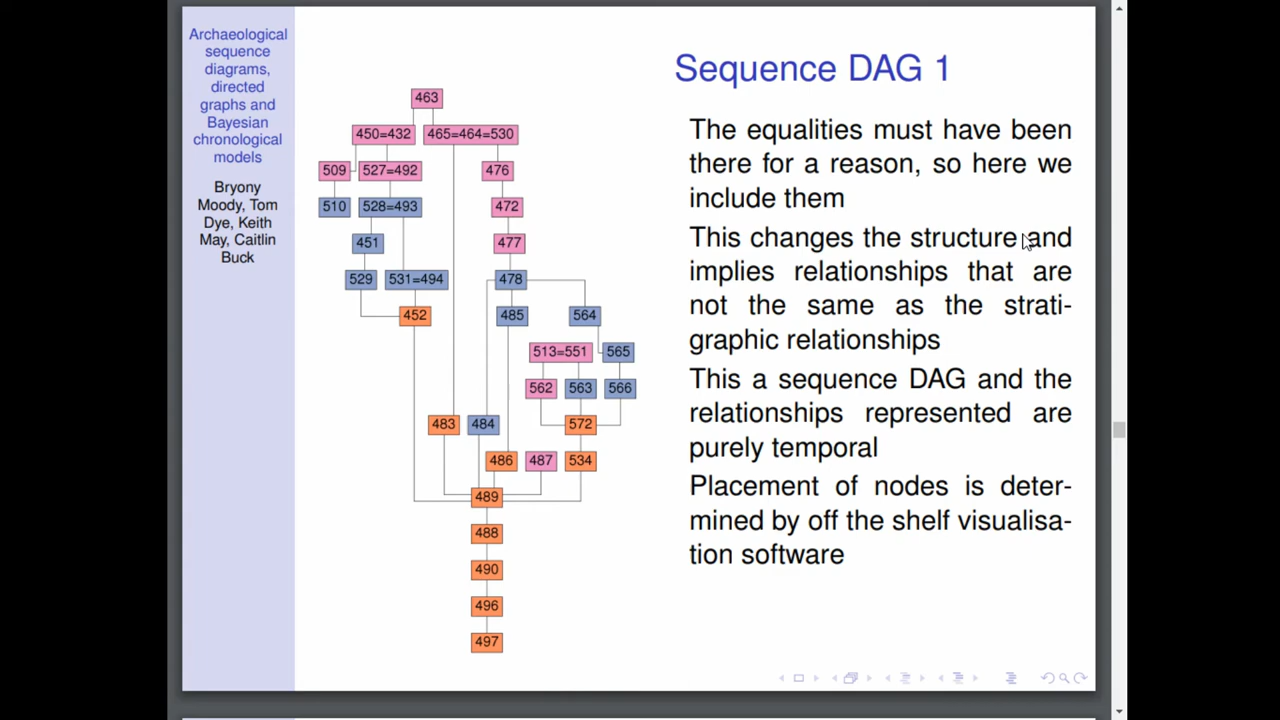 Archaeological
sequence
diagrams,
directed
graphs and
Bayesian
chronological
models
Bryony
Moody, Tom
Dye, Keith
May, Caitlin
Buck
Sequence DAG 1
463
450=432 465=464=530
509 527=492 476
510 528=493 472
451 477
529 531=494 478
452 485 564
513=551 565
562 563 566
483 484 572
486 487 534
489
488
490
496
497
The equalities must have been
there for a reason, so here we
include them
This changes the structure and
implies relationships that are
not the same as the strati-
graphic relationships
This a sequence DAG and the
relationships represented are
purely temporal
Placement of nodes is deter-
mined by off the shelf visualisa-
tion software